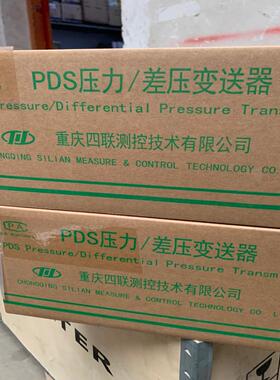 PDS压力/差压变送器
Pressure/Differential Pressure Trans
重庆四联测控技术有限公司
CHONGQING SILIAN MEASURE & CONTROL TECHNOLOGY CO.
PA
PDS压力/差压变送器
PDS Pressure/Differential Pressure Transm
重庆四联测控技术有限公司
CHONGQING SILIAN MEASURE & CONTROL TECHNOLOGY CO. L
TER